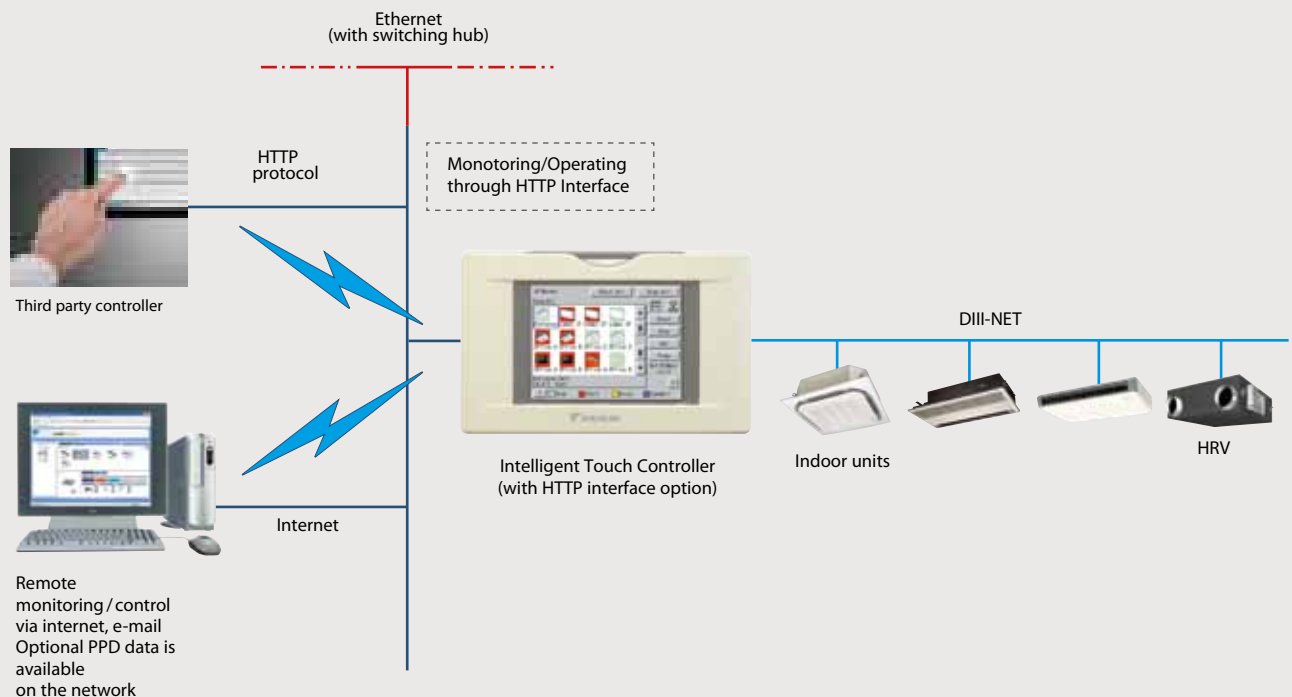 Ethernet
(with switching hub)
HTTP
protocol
Monotoring/Operating
through HTTP Interface
Third party controller
DIII-NET
Intelligent Touch Controller
(with HTTP interface option)
Indoor units
HRV
Internet
Remote
monitoring / control
via internet, e-mail
Optional PPD data is
available
on the network